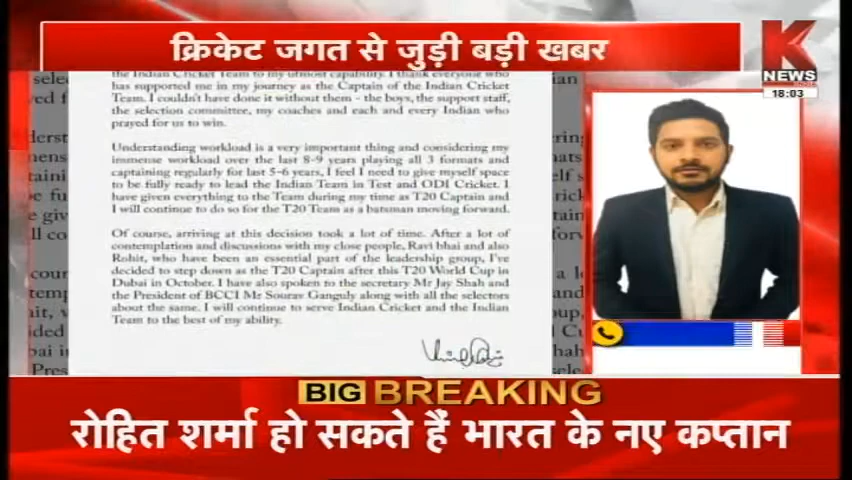 क्रिकेट जगत से जुड़ी बड़ी खबर
K
NEWS
18:03
the Indian Cricket Team to my utmost capability. I thank everyone who
has supported me in my journey as the Captain of the Indian Cricket
Team. I couldn't have done it without them - the boys, the support staff,
the selection committee, my coaches and each and every Indian who
prayed for us to win.
Understanding workload is a very important thing and considering my
immense workload over the last 8-9 years playing all 3 formats and
captaining regularly for last 5-6 years, I feel I need to give myself space
to be fully ready to lead the Indian Team in Test and ODI Cricket. I
have given everything to the Team during my time as T20 Captain and
I will continue to do so for the T20 Team as a batsman moving forward.
Of course, arriving at this decision took a lot of time. After a lot of
contemplation and discussions with my close people, Ravi bhai and also
Rohit, who have been an essential part of the leadership group, I've
decided to step down as the T20 Captain after this T20 World Cup in
Dubai in October. I have also spoken to the secretary Mr Jay Shah and
the President of BCCI Mr Sourav Ganguly along with all the selectors
about the same. I will continue to serve Indian Cricket and the Indian
Team to the best of my ability.
BIG BREAKING
रोहित शर्मा हो सकते हैं भारत के नए कप्तान